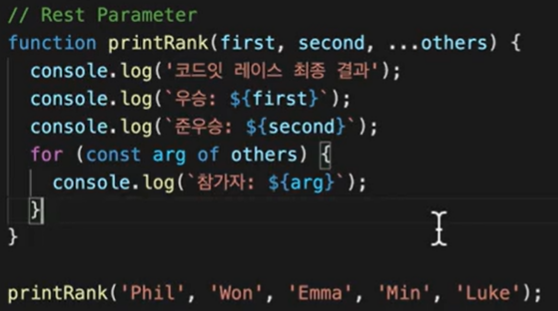 // Rest Parameter
function printRank(first, second, ...others) {
  console.log('코드잇 레이스 최종 결과');
  console.log(`우승: ${first}`);
  console.log(`준우승: ${second}`);
  for (const arg of others) {
    console.log(`참가자: ${arg}`);
  }
}
printRank('Phil', 'Won', 'Emma', 'Min', 'Luke');